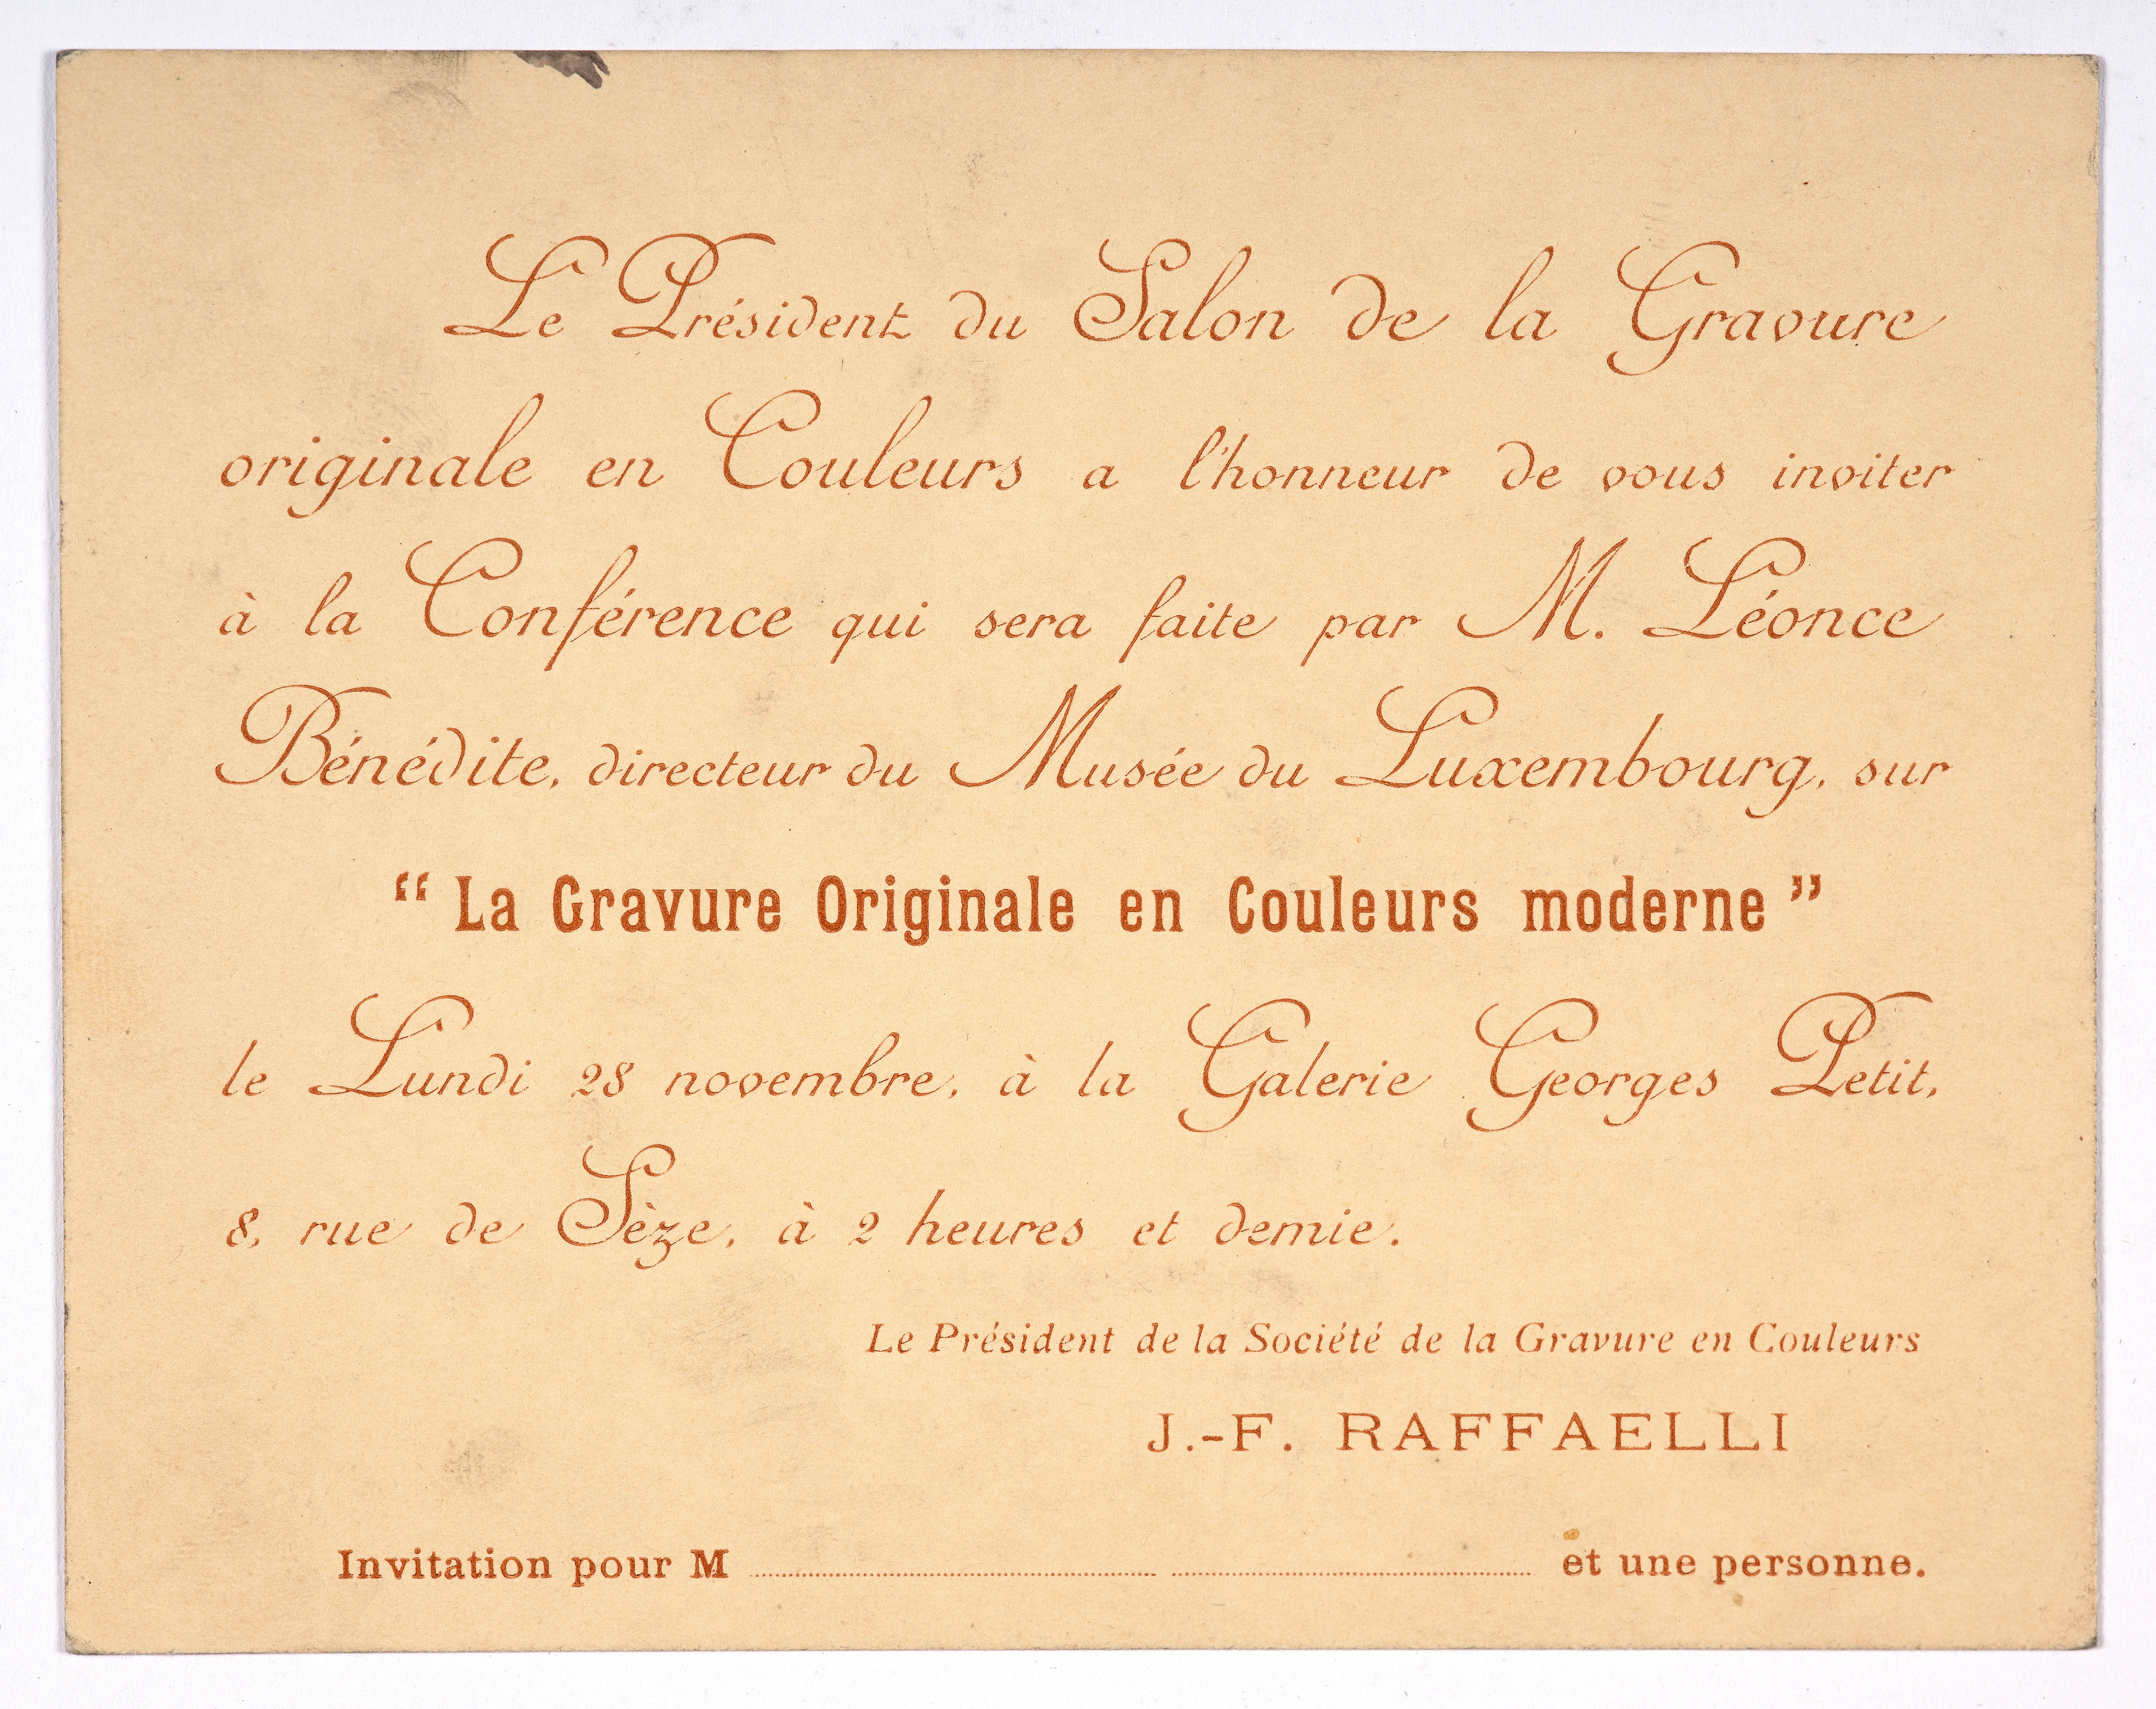 Le Président du Salon de la Gravure
originale en Couleurs a l'honneur de vous inviter
à la Conférence qui sera faite par M. Léonce
Bénédite, directeur du Musée du Luxembourg, sur
“ La Gravure Originale en Couleurs moderne ”
le Lundi 28 novembre, à la Galerie Georges Petit,
8, rue de Sèze, à 2 heures et demie.
Le Président de la Société de la Gravure en Couleurs
J.-F. RAFFAELLI
Invitation pour M et une personne.